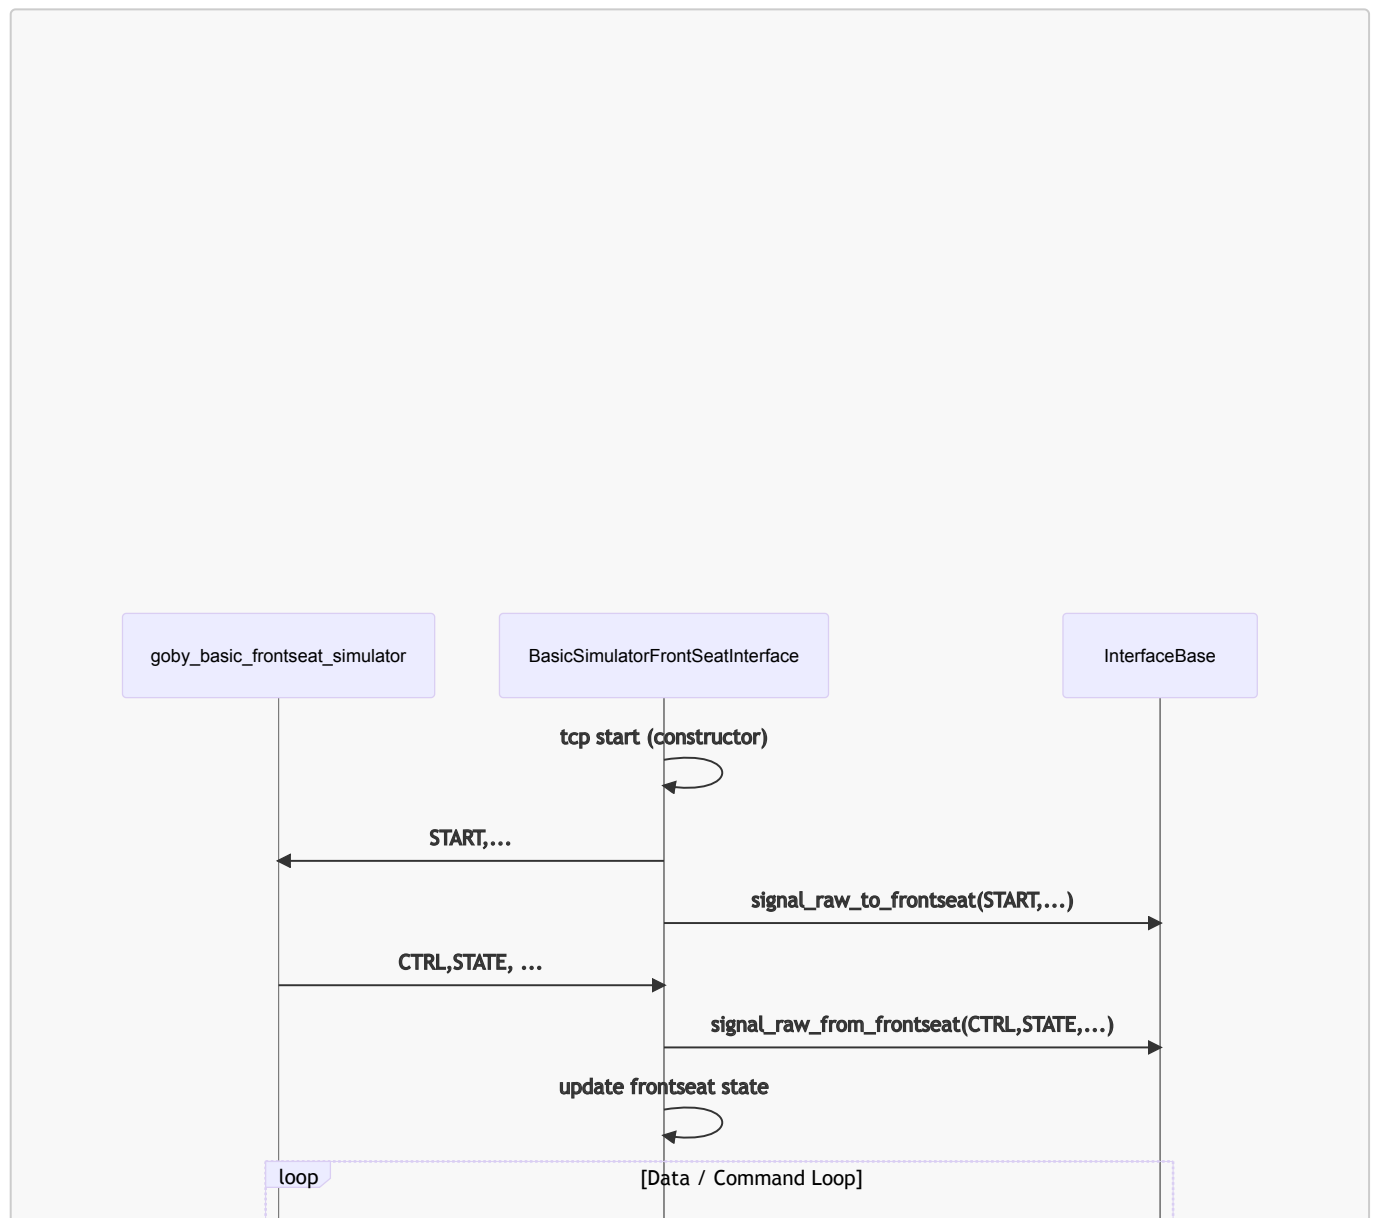 goby_basic_frontseat_simulator
BasicSimulatorFrontSeatInterface
InterfaceBase
tcp start (constructor)
START,...
signal_raw_to_frontseat(START,...)
CTRL,STATE, ...
signal_raw_from_frontseat(CTRL,STATE,...)
update frontseat state
loop
[Data / Command Loop]